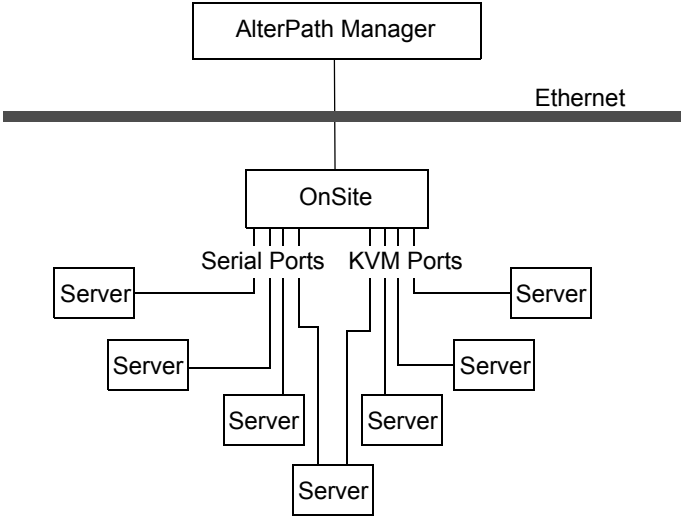 AlterPath Manager
Ethernet
OnSite
Serial Ports
KVM Ports
Server
Server
Server
Server
Server
Server
Server